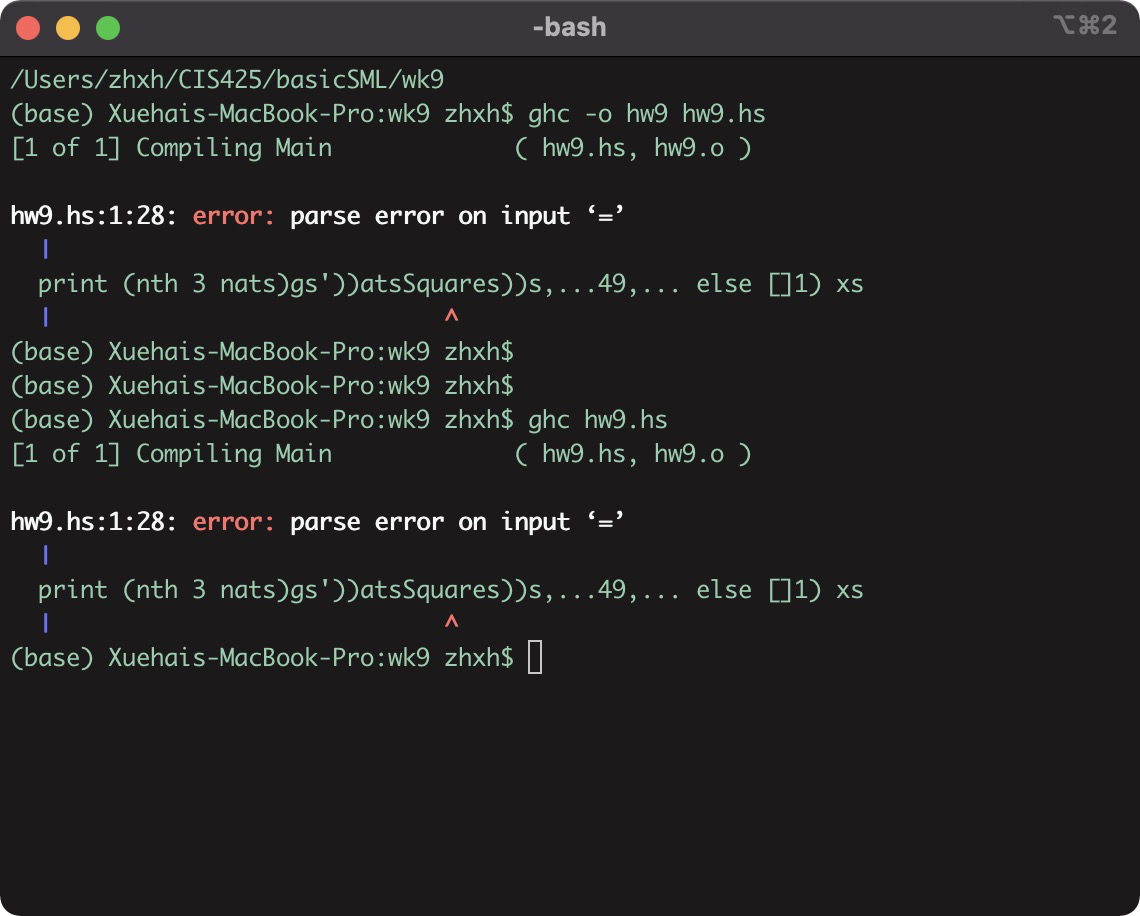 -bash
⌥⌘2
/Users/zhxh/CIS425/basicSML/wk9
(base) Xuehais-MacBook-Pro:wk9 zhxh$ ghc -o hw9 hw9.hs
[1 of 1] Compiling Main             ( hw9.hs, hw9.o )
hw9.hs:1:28: error: parse error on input ‘=’
|
print (nth 3 nats)gs'))atsSquares))s,...49,... else []1) xs
|                             ^
(base) Xuehais-MacBook-Pro:wk9 zhxh$
(base) Xuehais-MacBook-Pro:wk9 zhxh$
(base) Xuehais-MacBook-Pro:wk9 zhxh$ ghc hw9.hs
[1 of 1] Compiling Main             ( hw9.hs, hw9.o )
hw9.hs:1:28: error: parse error on input ‘=’
|
print (nth 3 nats)gs'))atsSquares))s,...49,... else []1) xs
|                             ^
(base) Xuehais-MacBook-Pro:wk9 zhxh$